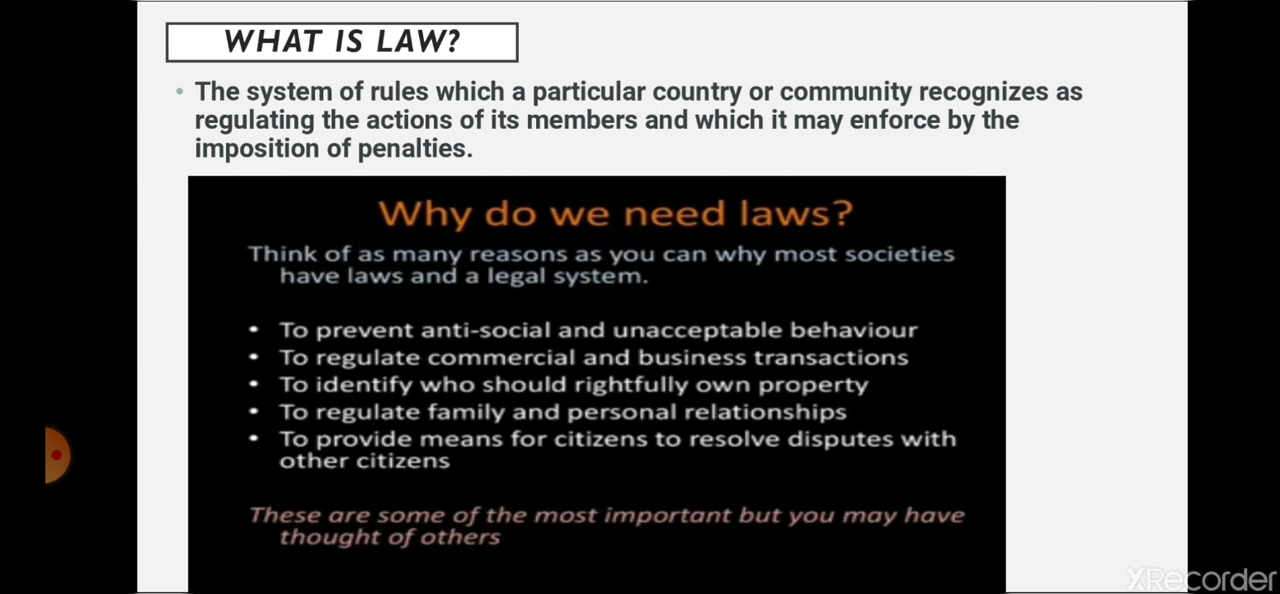 WHAT IS LAW?
• The system of rules which a particular country or community recognizes as
regulating the actions of its members and which it may enforce by the
imposition of penalties.
Why do we need laws?
Think of as many reasons as you can why most societies
have laws and a legal system.
• To prevent anti-social and unacceptable behaviour
• To regulate commercial and business transactions
• To identify who should rightfully own property
• To regulate family and personal relationships
• To provide means for citizens to resolve disputes with
other citizens
These are some of the most important but you may have
thought of others
XRecorder